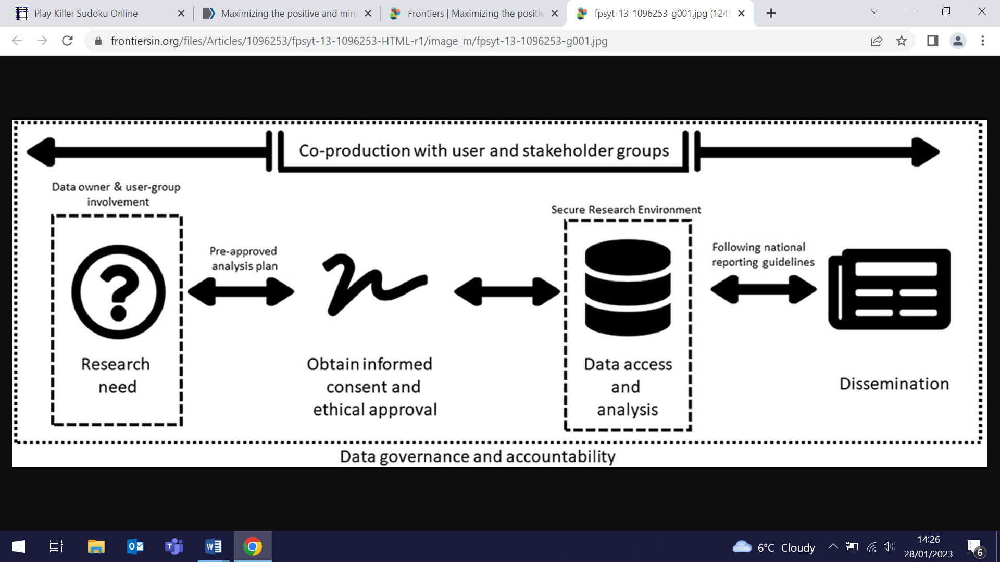 Play Killer Sudoku Online
Maximizing the positive and mini
Frontiers | Maximizing the positiv
fpsyt-13-1096253-g001.jpg (1248
frontiersin.org/files/Articles/1096253/fpsyt-13-1096253-HTML-r1/image_m/fpsyt-13-1096253-g001.jpg
Co-production with user and stakeholder groups
Data owner & user-group
involvement
Research
need
Pre-approved
analysis plan
Obtain informed
consent and
ethical approval
Secure Research Environment
Data access
and
analysis
Following national
reporting guidelines
Dissemination
Data governance and accountability
6°C Cloudy
14:26
28/01/2023
6